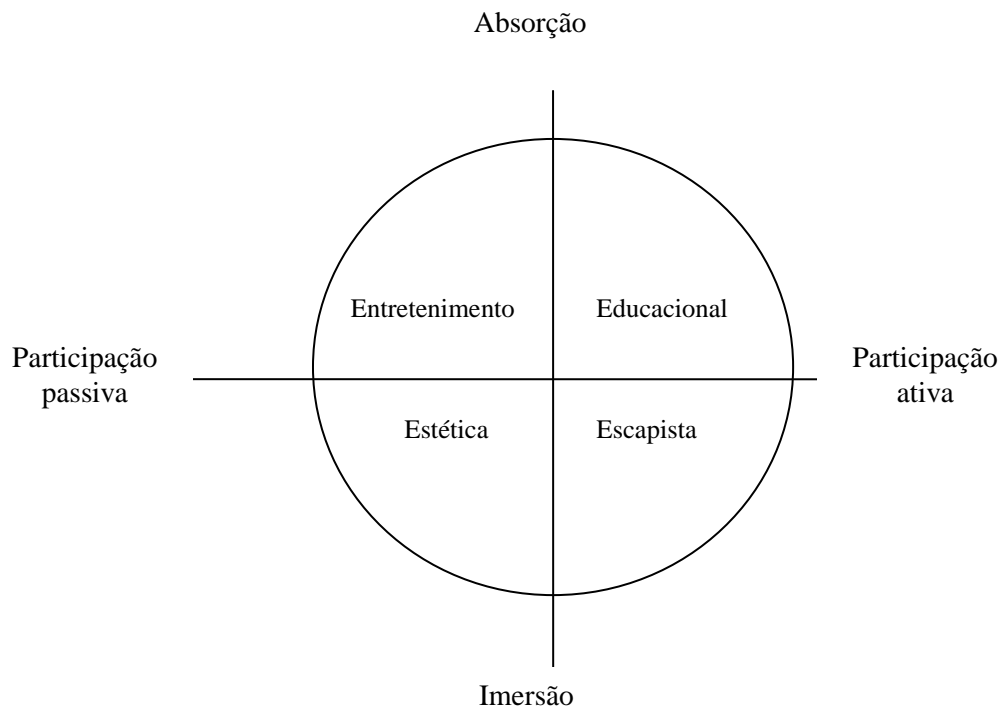 Absorção
Entretenimento
Educacional
Participação
passiva
Participação
ativa
Estética
Escapista
Imersão